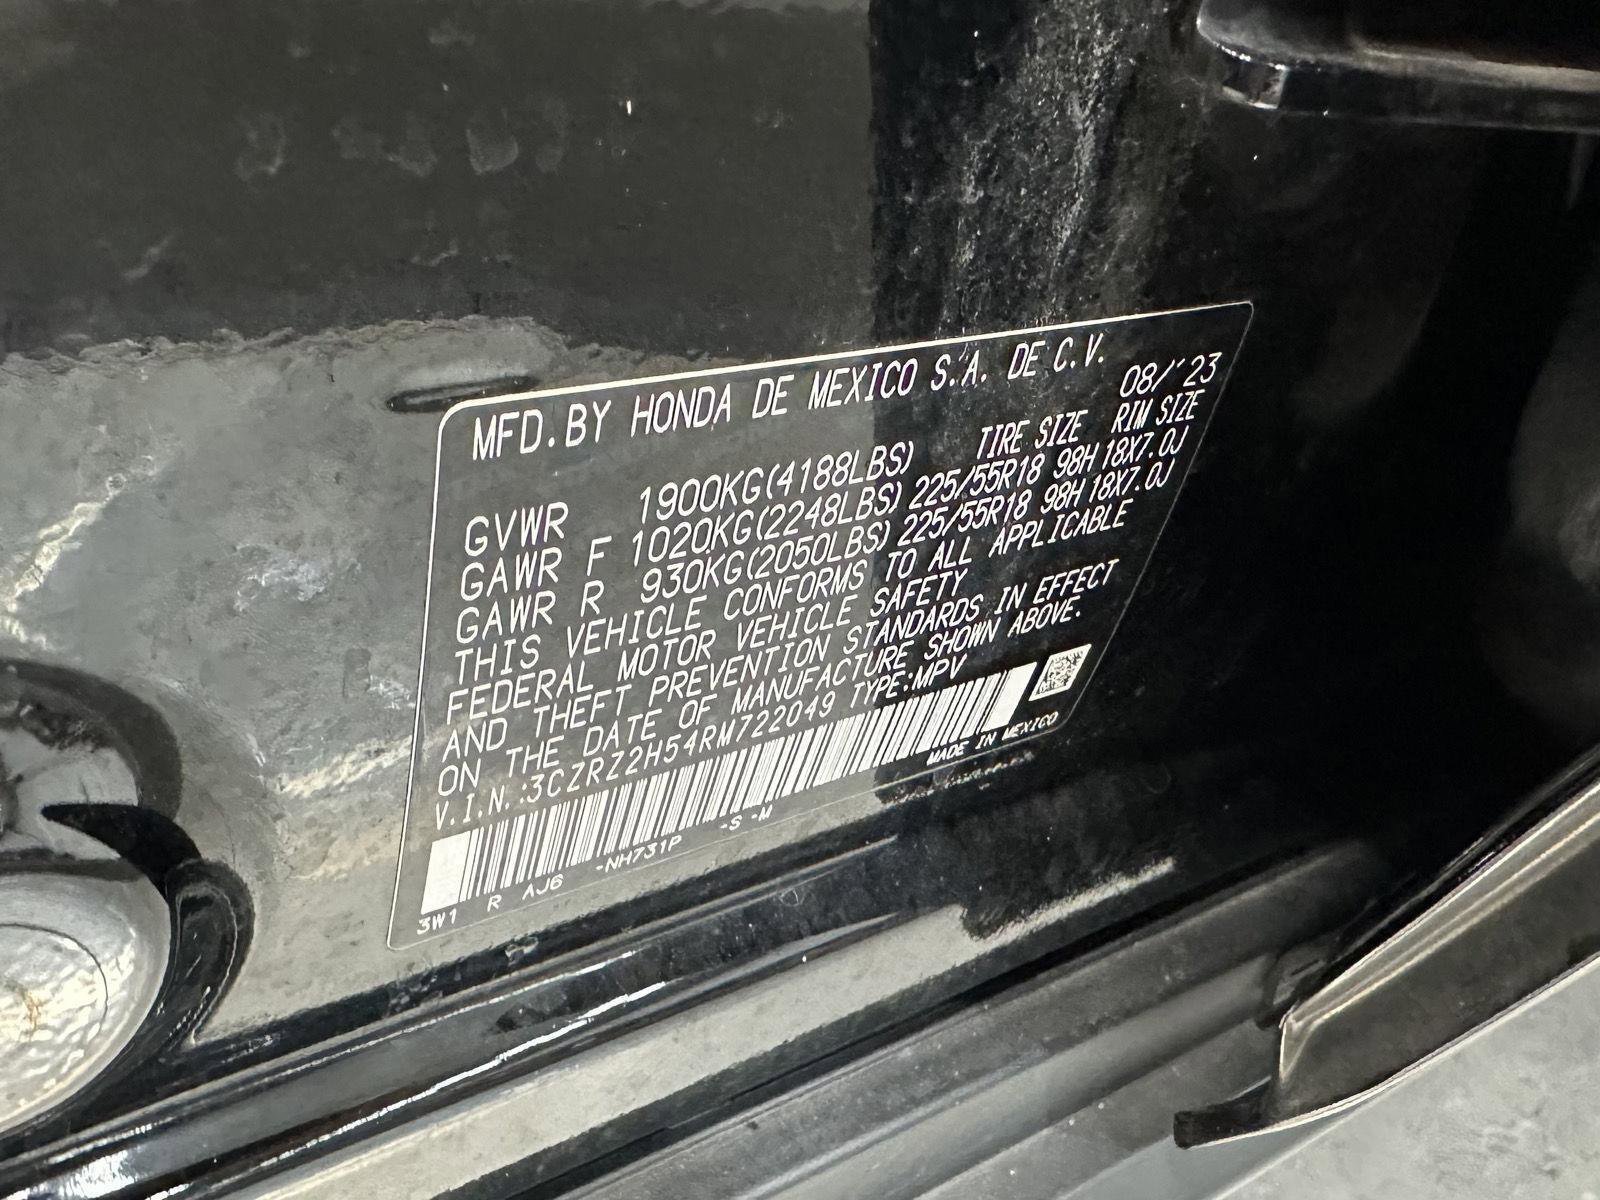 MFD.BY HONDA DE MEXICO S.A. DE C.V.
08/'23
TIRE SIZE RIM SIZE
GVWR 1900KG(4188LBS)
GAWR F 1020KG(2248LBS) 225/55R18 98H 18X7.0J
GAWR R 930KG(2050LBS) 225/55R18 98H 18X7.0J
THIS VEHICLE CONFORMS TO ALL APPLICABLE
FEDERAL MOTOR VEHICLE SAFETY
AND THEFT PREVENTION STANDARDS IN EFFECT
ON THE DATE OF MANUFACTURE SHOWN ABOVE.
V.I.N.:3CZRZ2H54RM722049 TYPE:MPV
MADE IN MEXICO
3W1 R AJ6 -NH731P -S -M